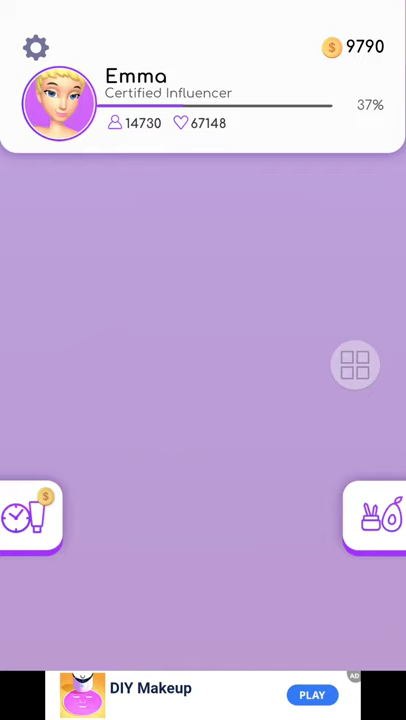 9790
Emma
Certified Influencer
37%
14730 67148
$
DIY Makeup
PLAY
AD